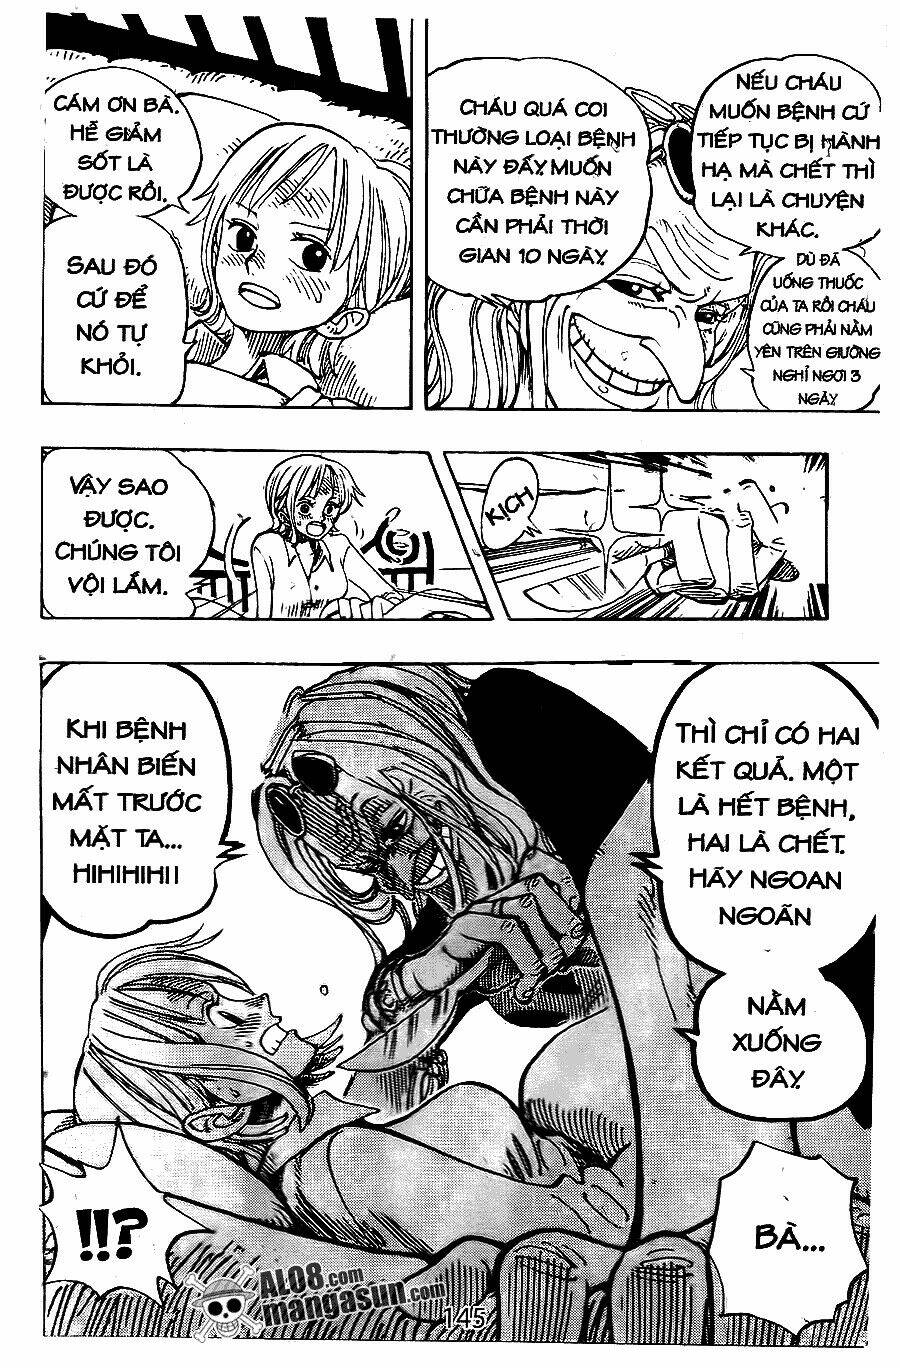 NẾU CHÁU
MUỐN BỆNH CỨ
TIẾP TỤC BỊ HÀNH
HẠ MÀ CHẾT THÌ
LẠI LÀ CHUYỆN
KHÁC.
DÙ ĐÃ
UỐNG THUỐC
CỦA TA RỒI CHÁU
CŨNG PHẢI NẰM
YÊN TRÊN GIƯỜNG
NGHỈ NGƠI 3
NGÀY.
CHÁU QUÁ COI
THƯỜNG LOẠI BỆNH
NÀY ĐẤY. MUỐN
CHỮA BỆNH NÀY
CẦN PHẢI THỜI
GIAN 10 NGÀY.
CÁM ƠN BÀ.
HỄ GIẢM
SỐT LÀ
ĐƯỢC RỒI.
SAU ĐÓ
CỨ ĐỂ
NÓ TỰ
KHỎI.
KỊCH
VẬY SAO
ĐƯỢC.
CHÚNG TÔI
VỘI LẮM.
THÌ CHỈ CÓ HAI
KẾT QUẢ. MỘT
LÀ HẾT BỆNH,
HAI LÀ CHẾT.
HÃY NGOAN
NGOÃN
NẰM
XUỐNG
ĐÂY.
KHI BỆNH
NHÂN BIẾN
MẤT TRƯỚC
MẶT TA...
HIHIHIHII
BÀ...
!!?
AL08.com
mangasun.com
145